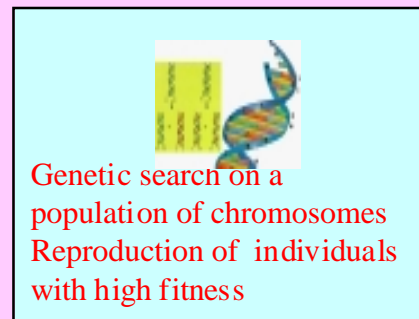 Genetic search on a
population of chromosomes
Reproduction of individuals
with high fitness